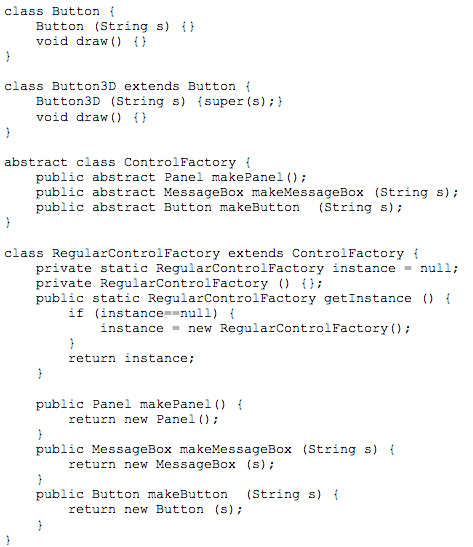 class Button {
    Button (String s) {}
    void draw() {}
}

class Button3D extends Button {
    Button3D (String s) {super(s);}
    void draw() {}
}

abstract class ControlFactory {
    public abstract Panel makePanel();
    public abstract MessageBox makeMessageBox (String s);
    public abstract Button makeButton  (String s);
}

class RegularControlFactory extends ControlFactory {
    private static RegularControlFactory instance = null;
    private RegularControlFactory () {};
    public static RegularControlFactory getInstance () {
        if (instance==null) {
            instance = new RegularControlFactory();
        }
        return instance;
    }

    public Panel makePanel() {
        return new Panel();
    }
    public MessageBox makeMessageBox (String s) {
        return new MessageBox (s);
    }
    public Button makeButton  (String s) {
        return new Button (s);
    }
}